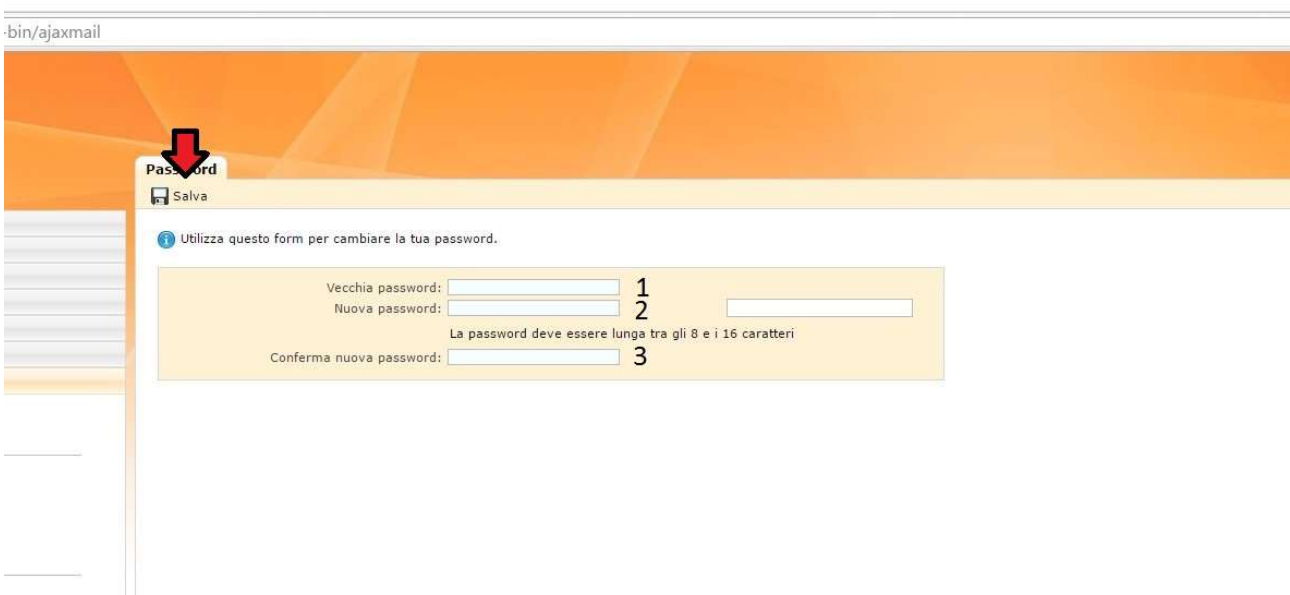 -bin/ajaxmail
Password
Salva
Utilizza questo form per cambiare la tua password.
Vecchia password: 1
Nuova password: 2
La password deve essere lunga tra gli 8 e i 16 caratteri
Conferma nuova password: 3